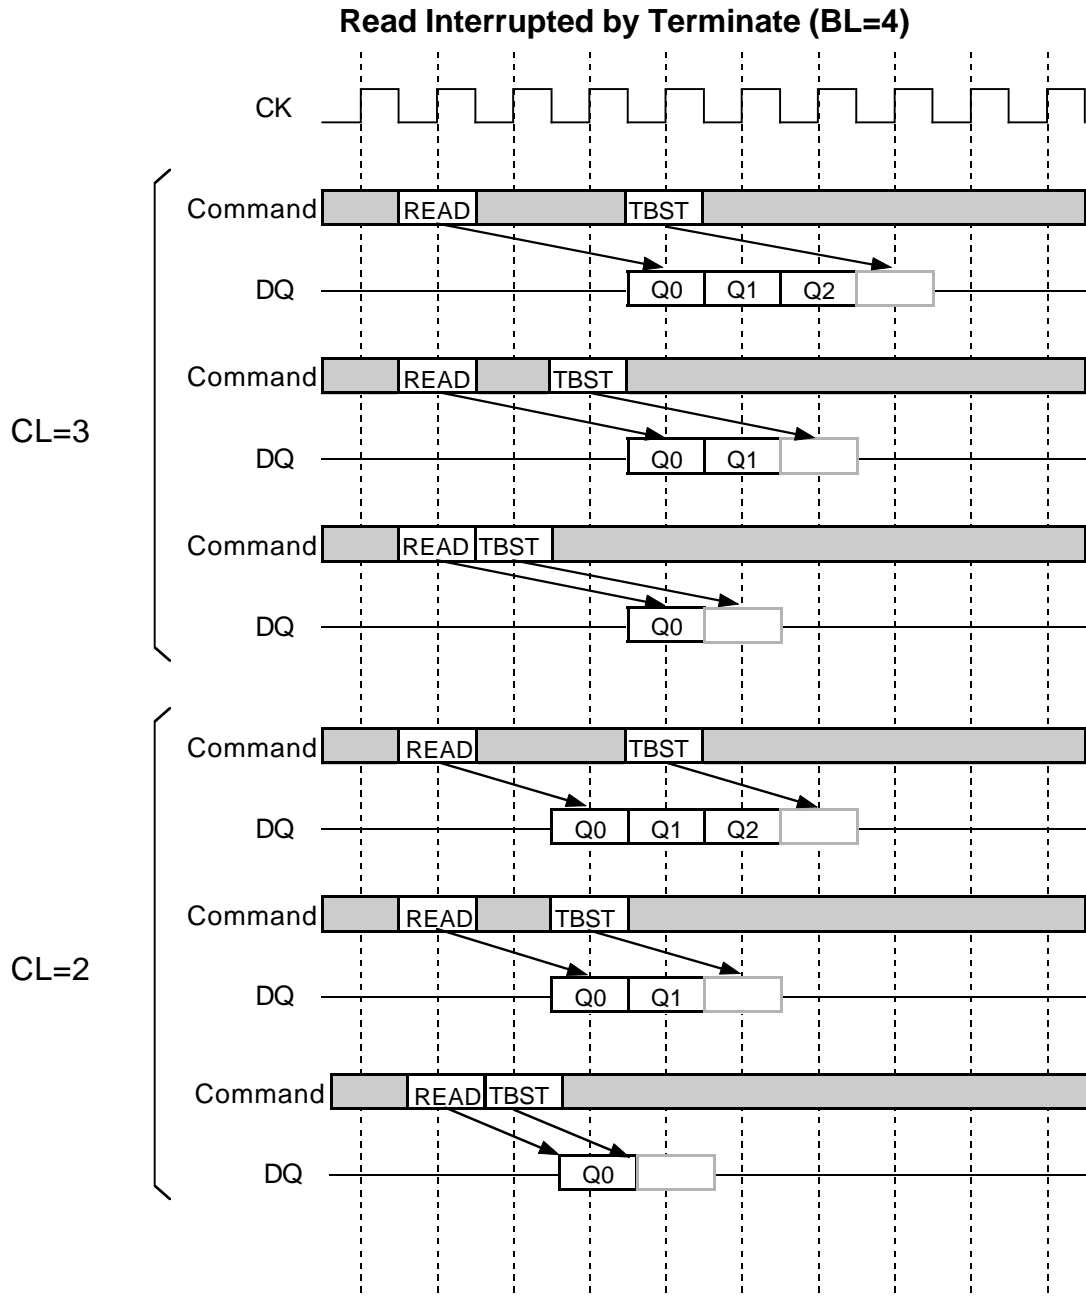 Read Interrupted by Terminate (BL=4)
CK
Command READ TBST
DQ Q0 Q1 Q2
Command READ TBST
CL=3
DQ Q0 Q1
Command READ TBST
DQ Q0
Command READ TBST
DQ Q0 Q1 Q2
Command READ TBST
CL=2
DQ Q0 Q1
Command READ TBST
DQ Q0